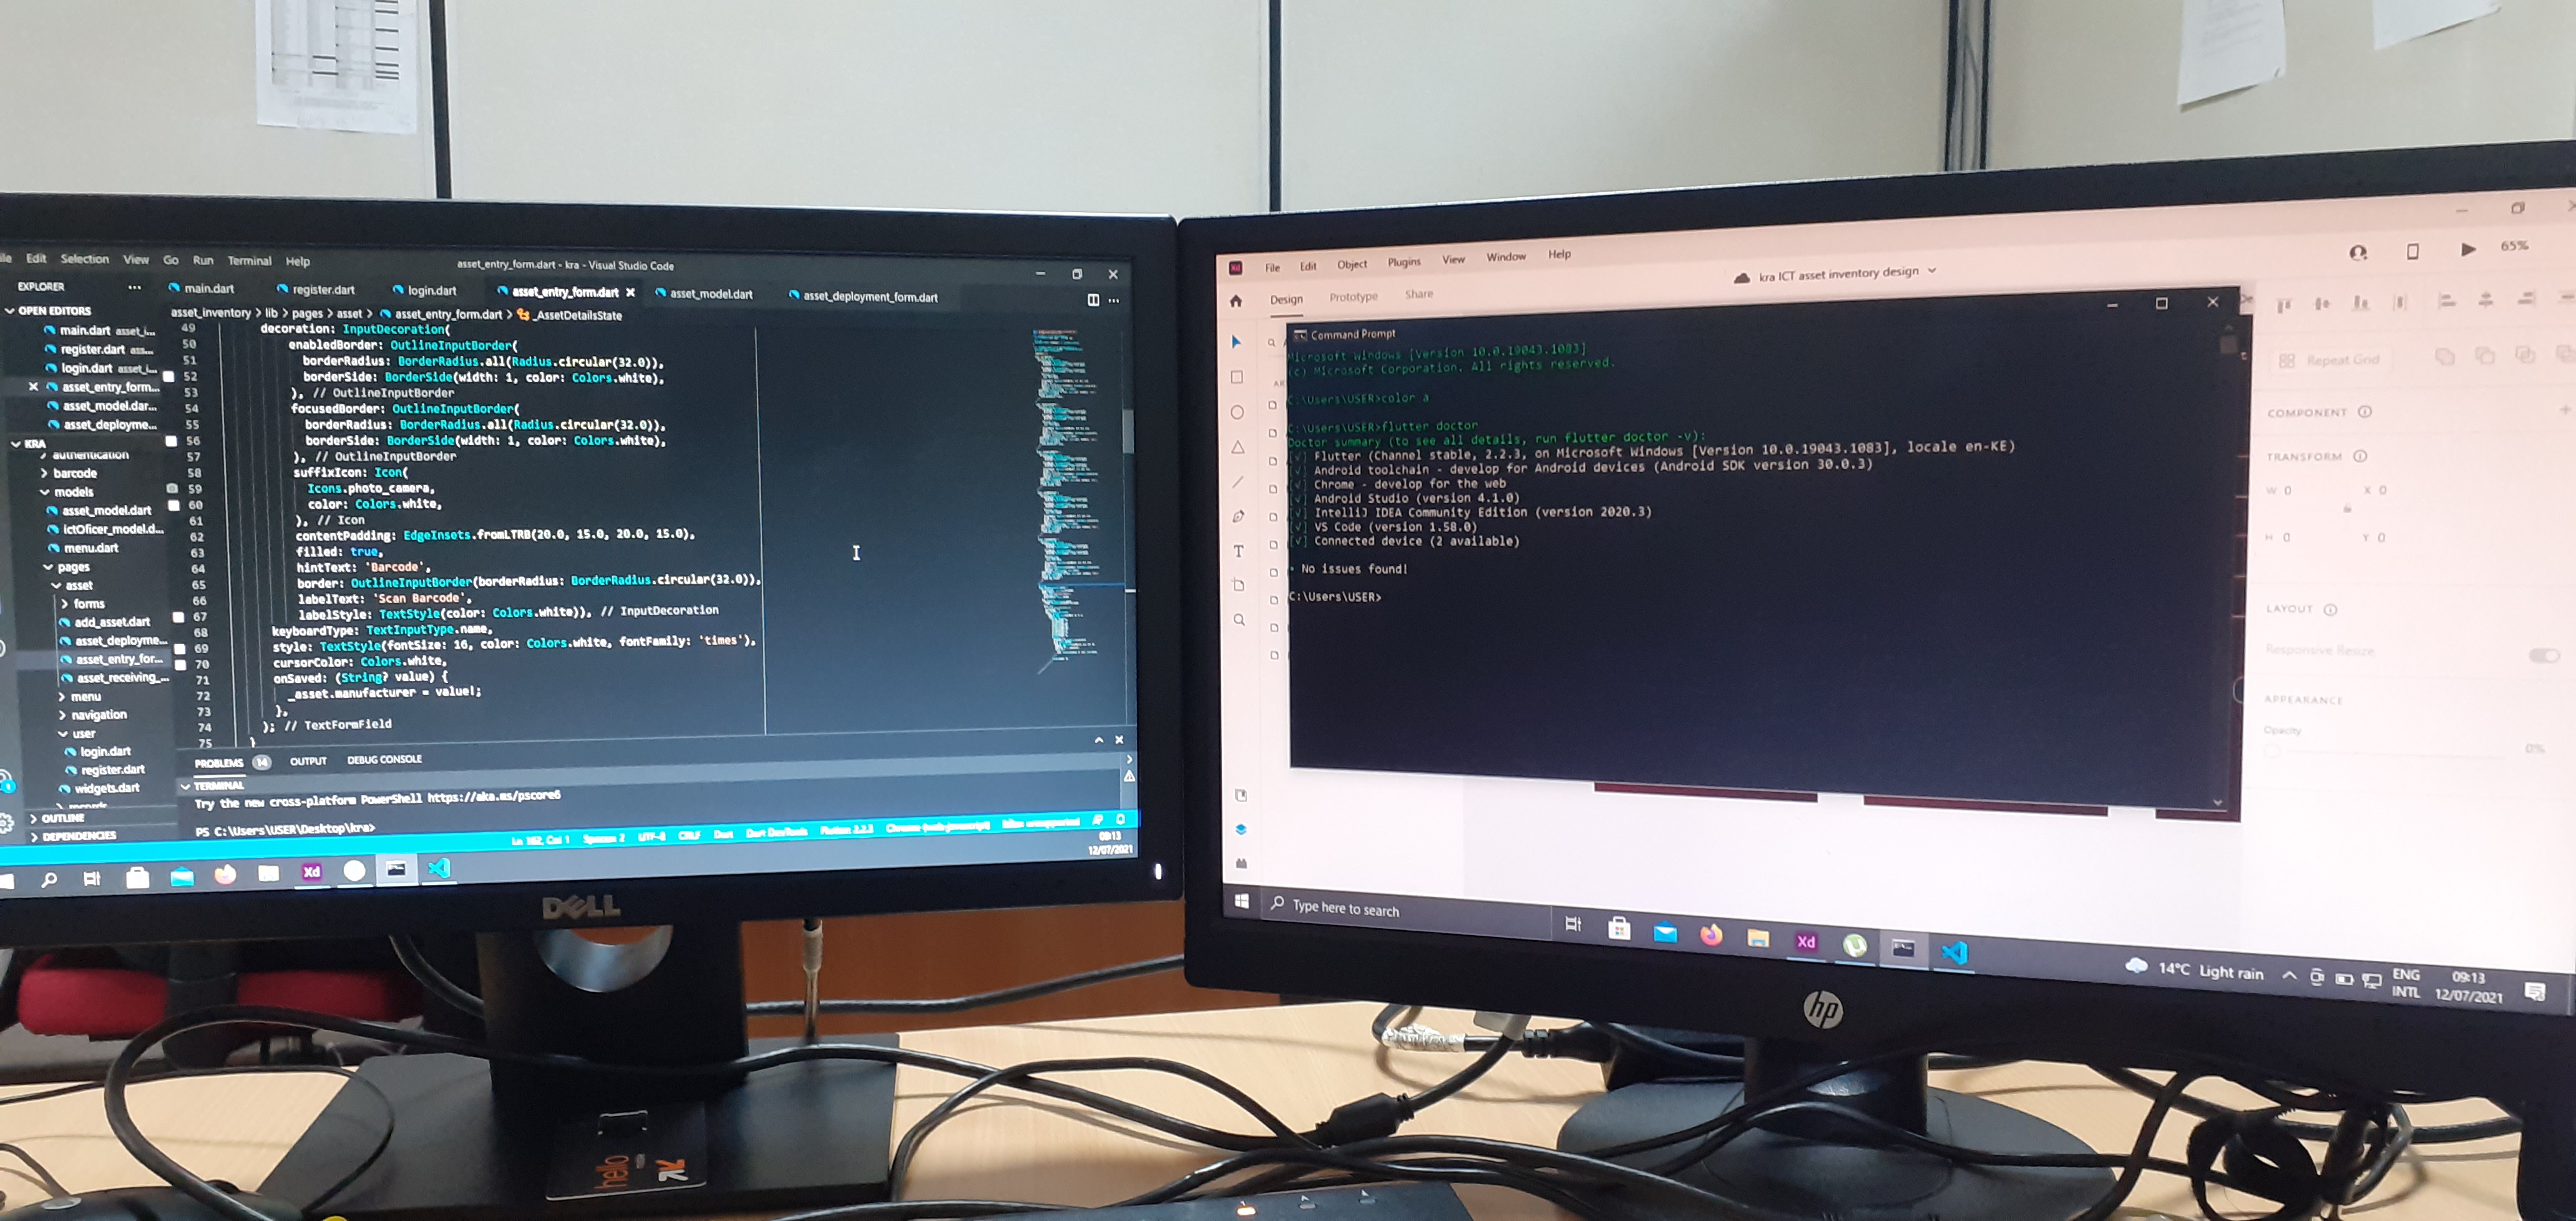 Edit Selection View Go Run Terminal Help
asset_entry_form.dart - kra - Visual Studio Code
EXPLORER
main.dart register.dart login.dart asset_entry_form.dart asset_model.dart asset_deployment_form.dart
OPEN EDITORS
main.dart asset_i...
register.dart ass...
login.dart asset_i...
asset_entry_form...
asset_model.dar...
asset_deployme...
KRA
authentication
barcode
models
asset_model.dart
ictOficer_model.d...
menu.dart
pages
asset
forms
add_asset.dart
asset_deployme...
asset_entry_for...
asset_receiving_...
menu
navigation
user
login.dart
register.dart
widgets.dart
OUTLINE
DEPENDENCIES
asset_inventory > lib > pages > asset > asset_entry_form.dart > _AssetDetailsState
49 decoration: InputDecoration(
50 enabledBorder: OutlineInputBorder(
51 borderRadius: BorderRadius.all(Radius.circular(32.0)),
52 borderSide: BorderSide(width: 1, color: Colors.white),
53 ), // OutlineInputBorder
54 focusedBorder: OutlineInputBorder(
55 borderRadius: BorderRadius.all(Radius.circular(32.0)),
56 borderSide: BorderSide(width: 1, color: Colors.white),
57 ), // OutlineInputBorder
58 suffixIcon: Icon(
59 Icons.photo_camera,
60 color: Colors.white,
61 ), // Icon
62 contentPadding: EdgeInsets.fromLTRB(20.0, 15.0, 20.0, 15.0),
63 filled: true,
64 hintText: 'Barcode',
65 border: OutlineInputBorder(borderRadius: BorderRadius.circular(32.0)),
66 labelText: 'Scan Barcode',
67 labelStyle: TextStyle(color: Colors.white)), // InputDecoration
68 keyboardType: TextInputType.name,
69 style: TextStyle(fontSize: 16, color: Colors.white, fontFamily: 'times'),
70 cursorColor: Colors.white,
71 onSaved: (String? value) {
72 _asset.manufacturer = value!;
73 },
74 ); // TextFormField
75 }
PROBLEMS 14 OUTPUT DEBUG CONSOLE
TERMINAL
Try the new cross-platform PowerShell https://aka.ms/pscore6
PS C:\Users\USER\Desktop\kra>
Ln 162, Col 1 Spaces: 2 UTF-8 CRLF Dart Dart DevTools
09:13
12/07/2021
Xd
DELL
hello
Xd File Edit Object Plugins View Window Help
65%
Design Prototype Share
kra ICT asset inventory design
Command Prompt
Microsoft Windows [Version 10.0.19043.1083]
(c) Microsoft Corporation. All rights reserved.
C:\Users\USER>color a
C:\Users\USER>flutter doctor
Doctor summary (to see all details, run flutter doctor -v):
[√] Flutter (Channel stable, 2.2.3, on Microsoft Windows [Version 10.0.19043.1083], locale en-KE)
[√] Android toolchain - develop for Android devices (Android SDK version 30.0.3)
[√] Chrome - develop for the web
[√] Android Studio (version 4.1.0)
[√] IntelliJ IDEA Community Edition (version 2020.3)
[√] VS Code (version 1.58.0)
[√] Connected device (2 available)
• No issues found!
C:\Users\USER>
Repeat Grid
COMPONENT
TRANSFORM
W 0 X 0
H 0 Y 0
LAYOUT
Responsive Resize
APPEARANCE
Opacity
0%
Type here to search
Xd
14°C Light rain
ENG
INTL
09:13
12/07/2021
hp